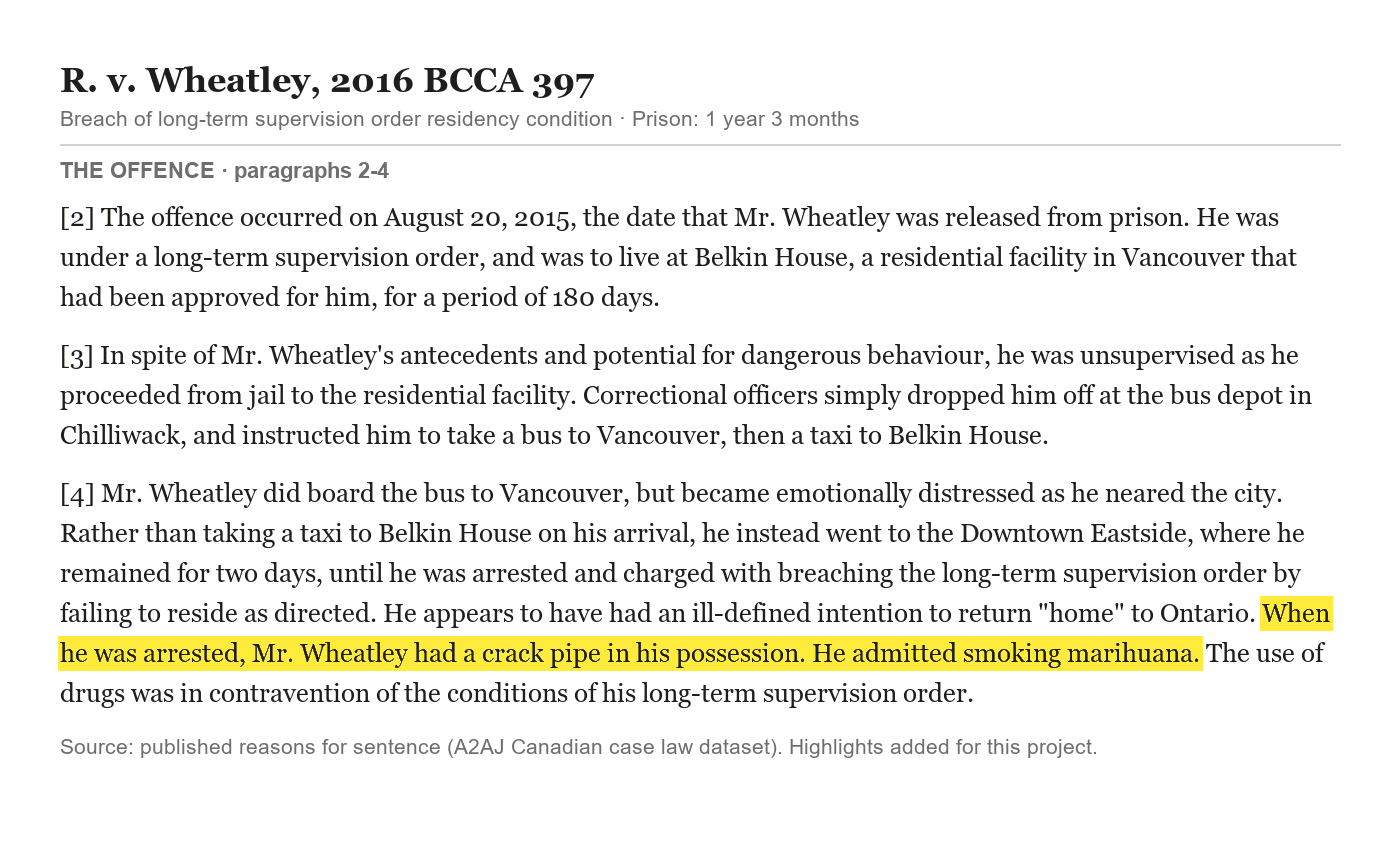 R. v. Wheatley, 2016 BCCA 397
Breach of long-term supervision order residency condition · Prison: 1 year 3 months
THE OFFENCE · paragraphs 2-4
[2] The offence occurred on August 20, 2015, the date that Mr. Wheatley was released from prison. He was
under a long-term supervision order, and was to live at Belkin House, a residential facility in Vancouver that
had been approved for him, for a period of 180 days.
[3] In spite of Mr. Wheatley's antecedents and potential for dangerous behaviour, he was unsupervised as he
proceeded from jail to the residential facility. Correctional officers simply dropped him off at the bus depot in
Chilliwack, and instructed him to take a bus to Vancouver, then a taxi to Belkin House.
[4] Mr. Wheatley did board the bus to Vancouver, but became emotionally distressed as he neared the city.
Rather than taking a taxi to Belkin House on his arrival, he instead went to the Downtown Eastside, where he
remained for two days, until he was arrested and charged with breaching the long-term supervision order by
failing to reside as directed. He appears to have had an ill-defined intention to return "home" to Ontario. When
he was arrested, Mr. Wheatley had a crack pipe in his possession. He admitted smoking marihuana. The use of
drugs was in contravention of the conditions of his long-term supervision order.
Source: published reasons for sentence (A2AJ Canadian case law dataset). Highlights added for this project.